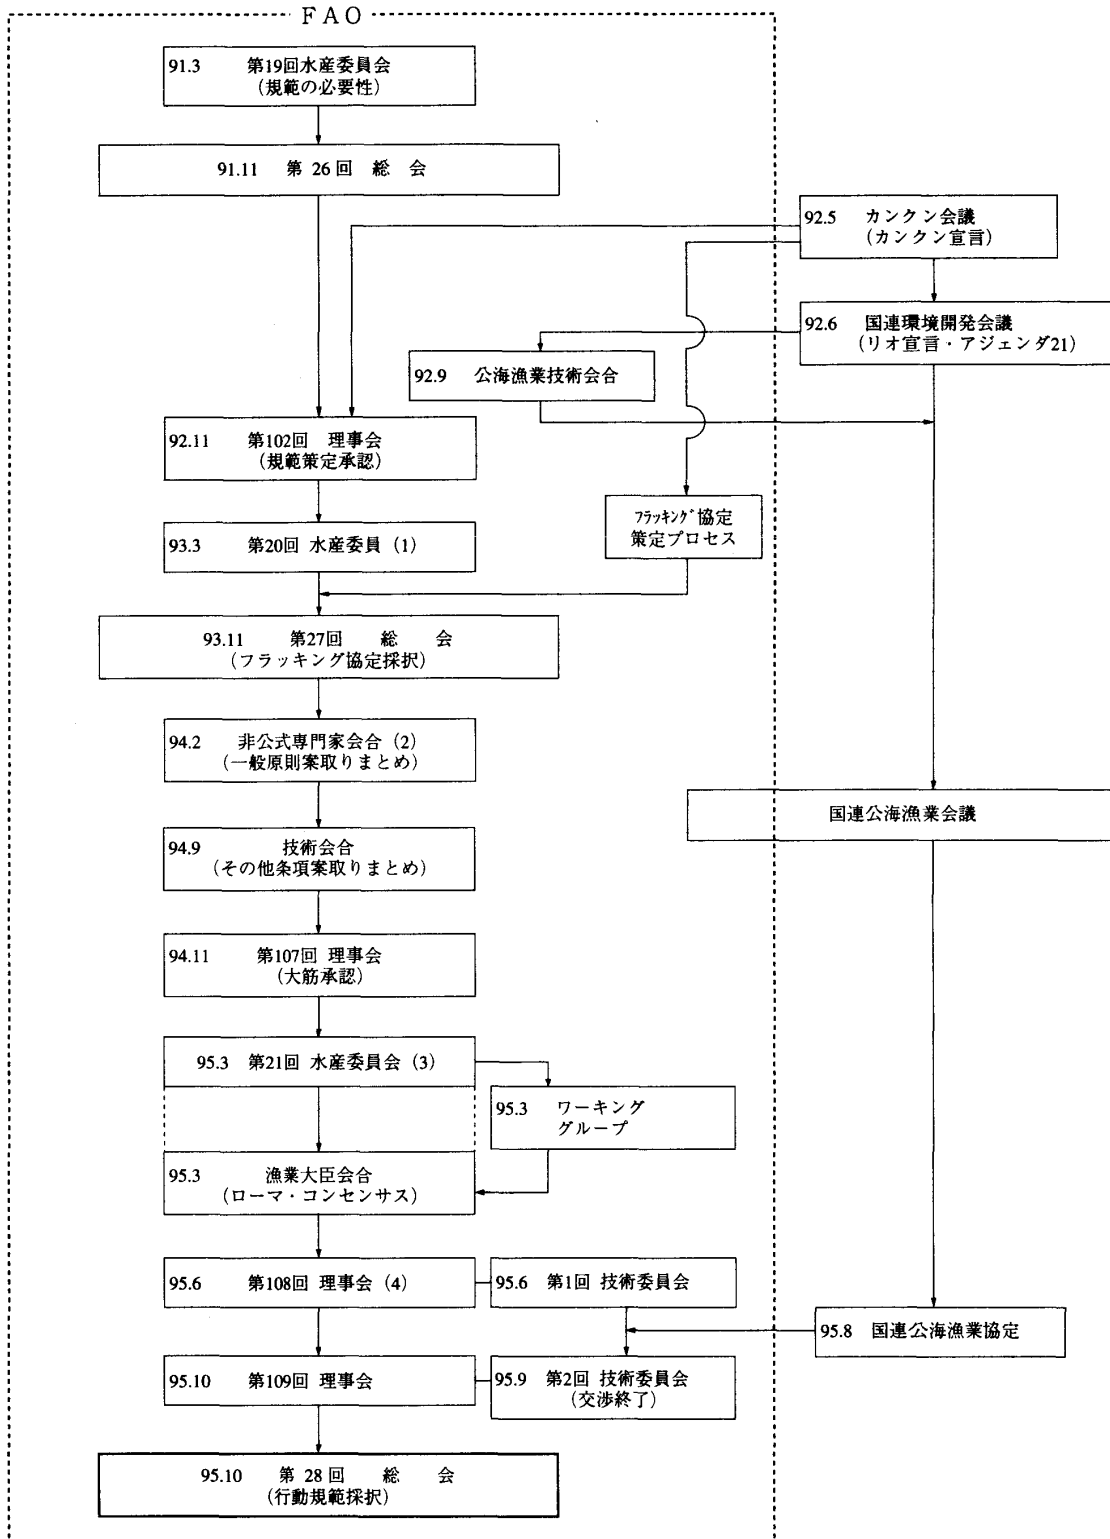 FAO
91.3 第19回水産委員会
(規範の必要性)
91.11 第 26 回 総 会
92.5 カンクン会議
(カンクン宣言)
92.6 国連環境開発会議
(リオ宣言・アジェンダ21)
92.9 公海漁業技術会合
92.11 第102回 理事会
(規範策定承認)
フラッキング協定
策定プロセス
93.3 第20回 水産委員 (1)
93.11 第27回 総 会
(フラッキング協定採択)
94.2 非公式専門家会合 (2)
(一般原則案取りまとめ)
国連公海漁業会議
94.9 技術会合
(その他条項案取りまとめ)
94.11 第107回 理事会
(大筋承認)
95.3 第21回 水産委員会 (3)
95.3 ワーキング
グループ
95.3 漁業大臣会合
(ローマ・コンセンサス)
95.6 第108回 理事会 (4)
95.6 第1回 技術委員会
95.8 国連公海漁業協定
95.10 第109回 理事会
95.9 第2回 技術委員会
(交渉終了)
95.10 第 28 回 総 会
(行動規範採択)